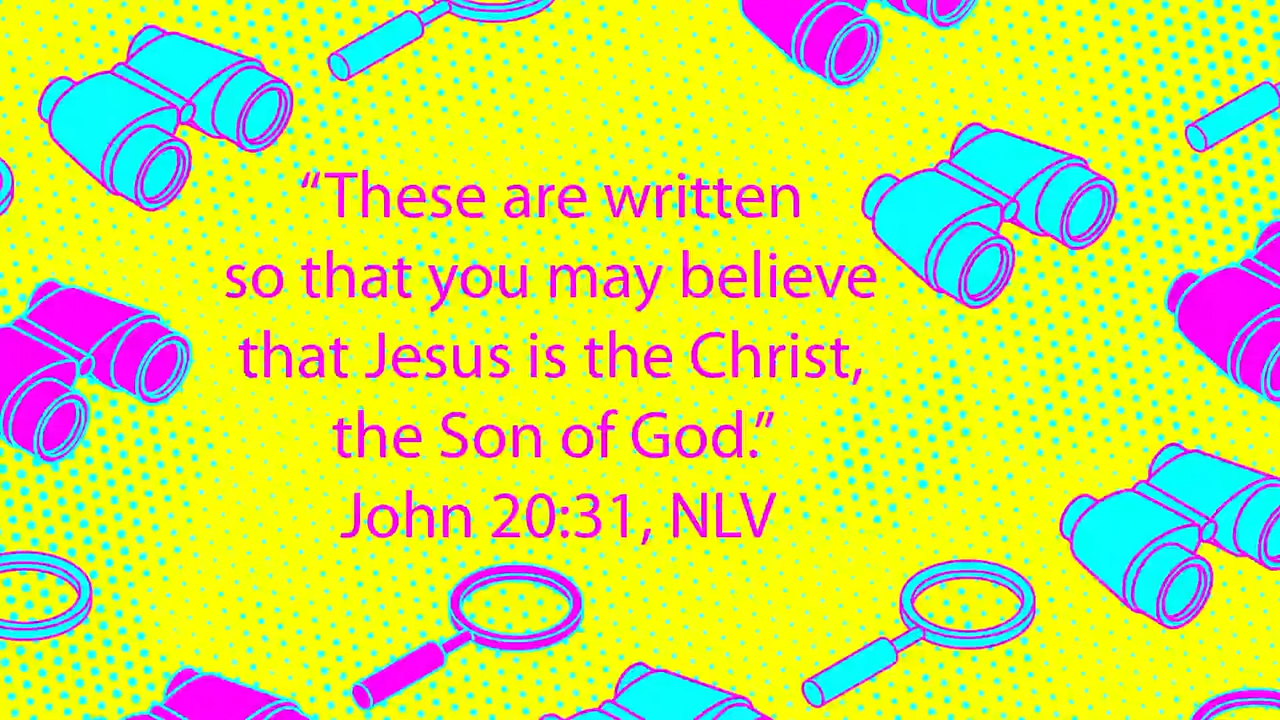 “These are written
so that you may believe
that Jesus is the Christ,
the Son of God.”
John 20:31, NLV